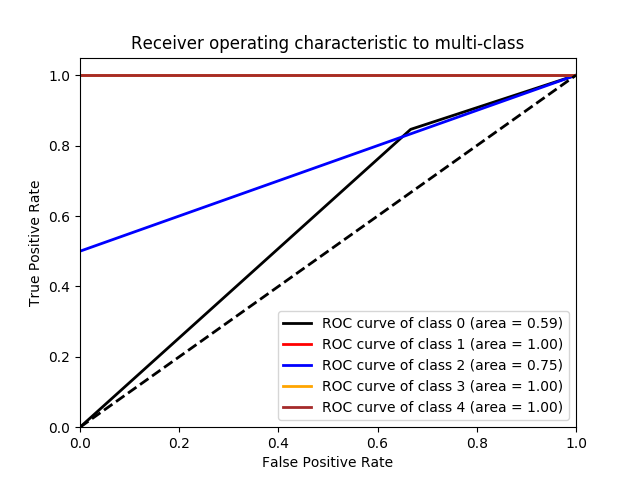 Receiver operating characteristic to multi-class
1.0
0.8
0.6
0.4
0.2
0.0
True Positive Rate
ROC curve of class 0 (area = 0.59)
ROC curve of class 1 (area = 1.00)
ROC curve of class 2 (area = 0.75)
ROC curve of class 3 (area = 1.00)
ROC curve of class 4 (area = 1.00)
0.0 0.2 0.4 0.6 0.8 1.0
False Positive Rate